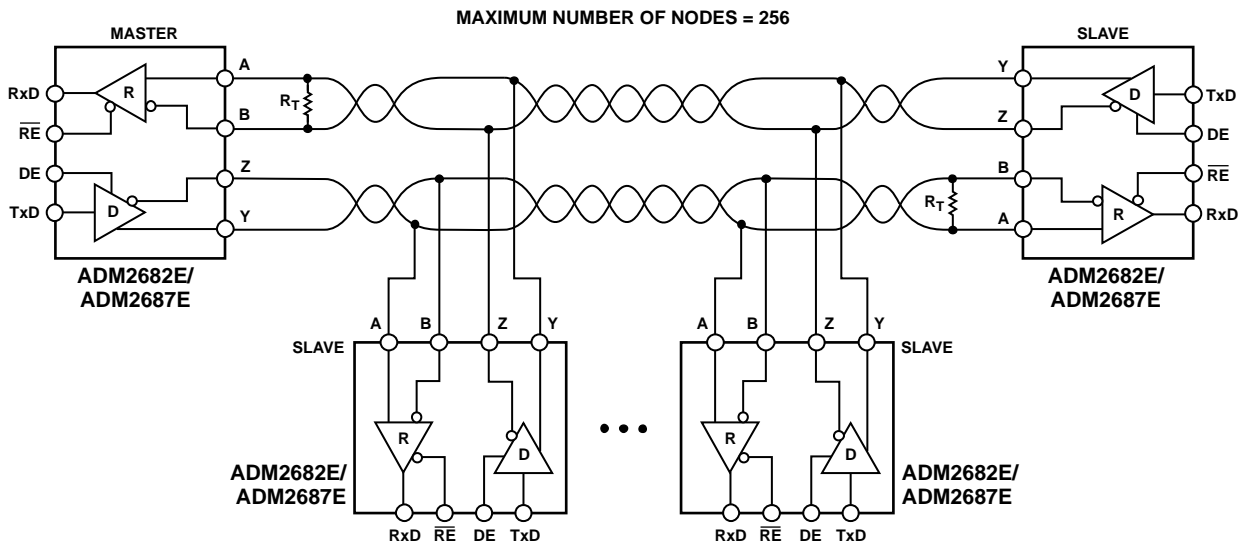 MAXIMUM NUMBER OF NODES = 256
MASTER
SLAVE
A
Y
RxD
R
RT
D
TxD
B
Z
RE
DE
DE
Z
B
RE
TxD
D
RT
R
RxD
Y
A
ADM2682E/
ADM2687E
ADM2682E/
ADM2687E
A B Z Y
A B Z Y
SLAVE
SLAVE
R
D
R
D
ADM2682E/
ADM2687E
ADM2682E/
ADM2687E
RxD RE DE TxD
RxD RE DE TxD